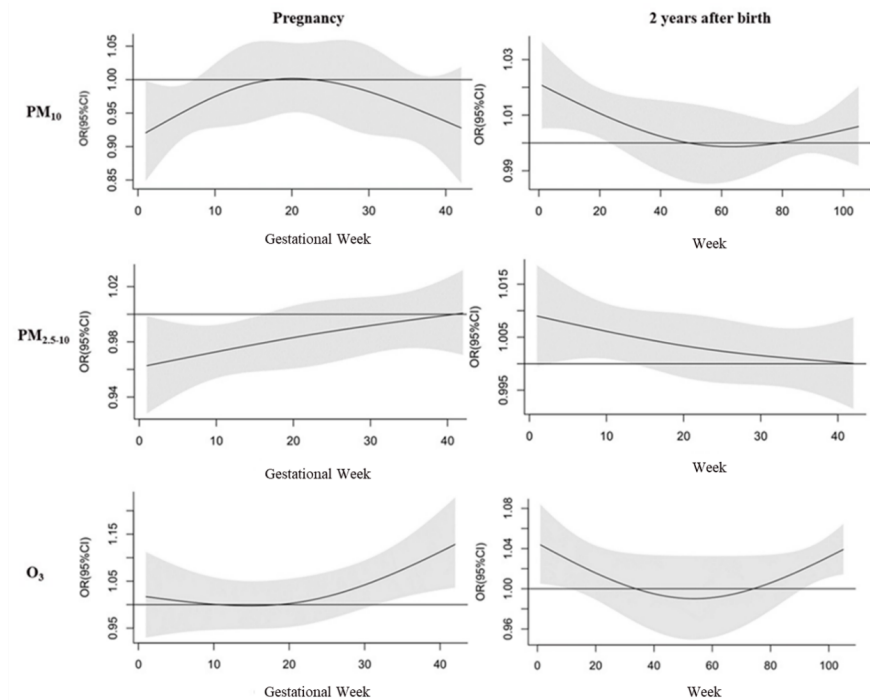 Pregnancy
2 years after birth
PM10
OR(95%CI)
0.85 0.90 0.95 1.00 1.05
0 10 20 30 40
Gestational Week
OR(95%CI)
0.99 1.01 1.03
0 20 40 60 80 100
Week
PM2.5-10
OR(95%CI)
0.94 0.98 1.02
0 10 20 30 40
Gestational Week
OR(95%CI)
0.995 1.005 1.015
0 10 20 30 40
Week
O3
OR(95%CI)
0.95 1.05 1.15
0 10 20 30 40
Gestational Week
OR(95%CI)
0.96 1.00 1.04 1.08
0 20 40 60 80 100
Week